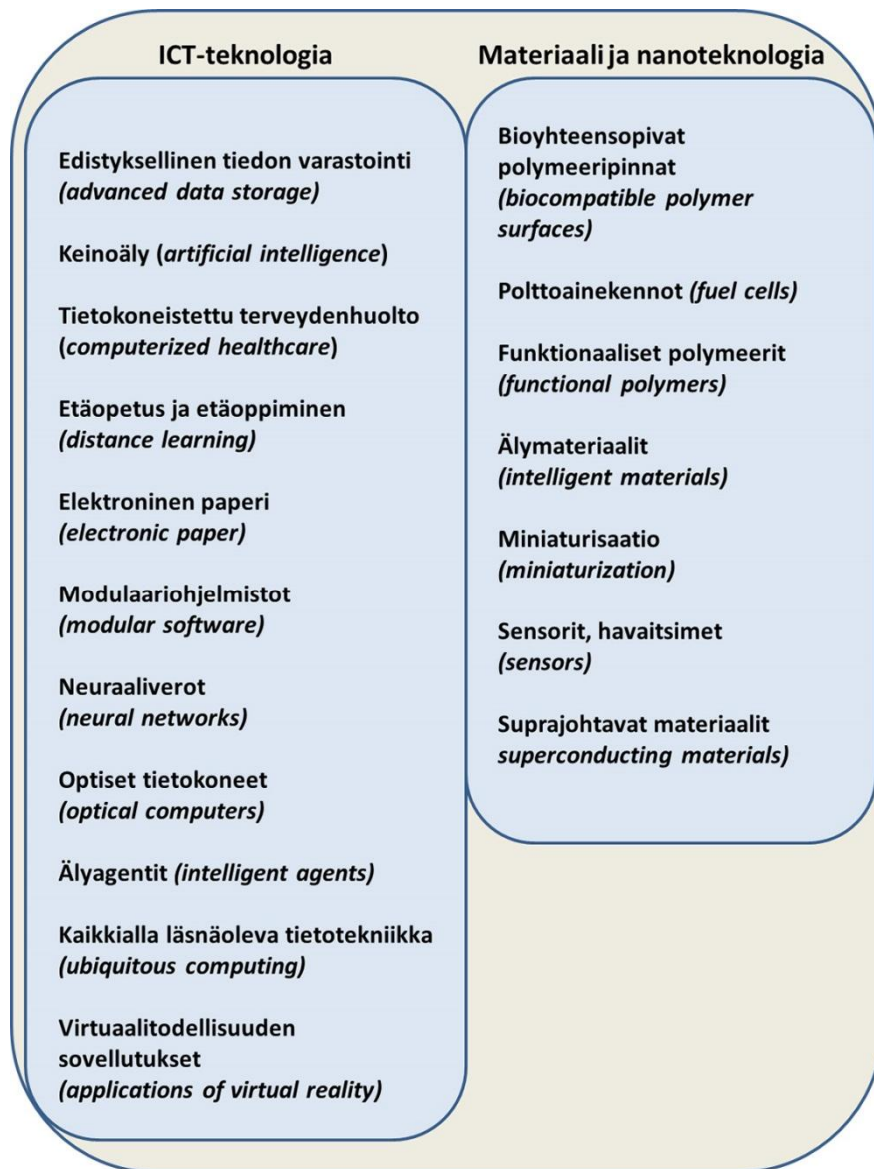 ICT-teknologia
Edistyksellinen tiedon varastointi
(advanced data storage)
Keinoäly (artificial intelligence)
Tietokoneistettu terveydenhuolto
(computerized healthcare)
Etäopetus ja etäoppiminen
(distance learning)
Elektroninen paperi
(electronic paper)
Modulaariohjelmistot
(modular software)
Neuraaliverot
(neural networks)
Optiset tietokoneet
(optical computers)
Älyagentit (intelligent agents)
Kaikkialla läsnäoleva tietotekniikka
(ubiquitous computing)
Virtuaalitodellisuuden
sovellutukset
(applications of virtual reality)
Materiaali ja nanoteknologia
Bioyhteensopivat
polymeeripinnat
(biocompatible polymer
surfaces)
Polttoainekennot (fuel cells)
Funktionaaliset polymeerit
(functional polymers)
Älymateriaalit
(intelligent materials)
Miniaturisaatio
(miniaturization)
Sensorit, havaitsimet
(sensors)
Suprajohtavat materiaalit
superconducting materials)